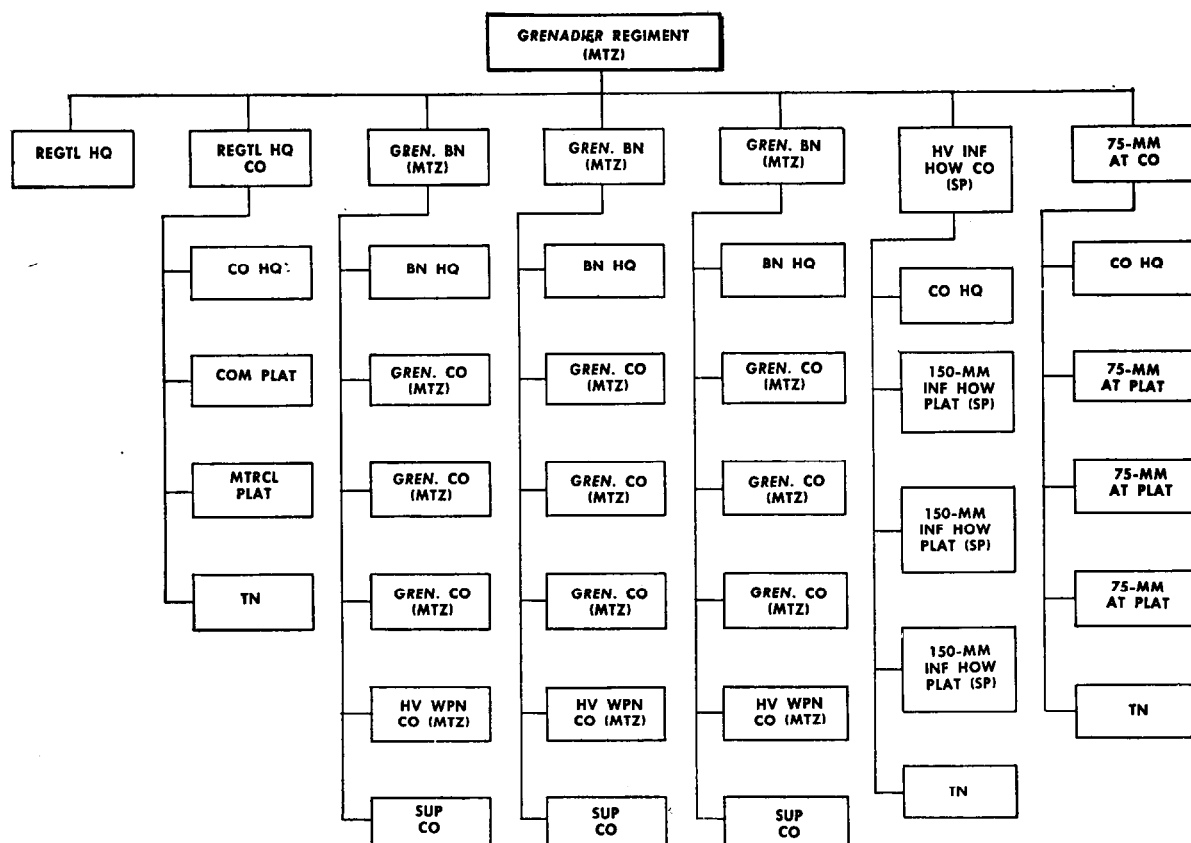 GRENADIER REGIMENT
(MTZ)
REGTL HQ
REGTL HQ
CO
GREN. BN
(MTZ)
GREN. BN
(MTZ)
GREN. BN
(MTZ)
HV INF
HOW CO
(SP)
75-MM
AT CO
CO HQ
COM PLAT
MTRCL
PLAT
TN
BN HQ
GREN. CO
(MTZ)
GREN. CO
(MTZ)
GREN. CO
(MTZ)
HV WPN
CO (MTZ)
SUP
CO
BN HQ
GREN. CO
(MTZ)
GREN. CO
(MTZ)
GREN. CO
(MTZ)
HV WPN
CO (MTZ)
SUP
CO
BN HQ
GREN. CO
(MTZ)
GREN. CO
(MTZ)
GREN. CO
(MTZ)
HV WPN
CO (MTZ)
SUP
CO
CO HQ
150-MM
INF HOW
PLAT (SP)
150-MM
INF HOW
PLAT (SP)
150-MM
INF HOW
PLAT (SP)
TN
CO HQ
75-MM
AT PLAT
75-MM
AT PLAT
75-MM
AT PLAT
TN